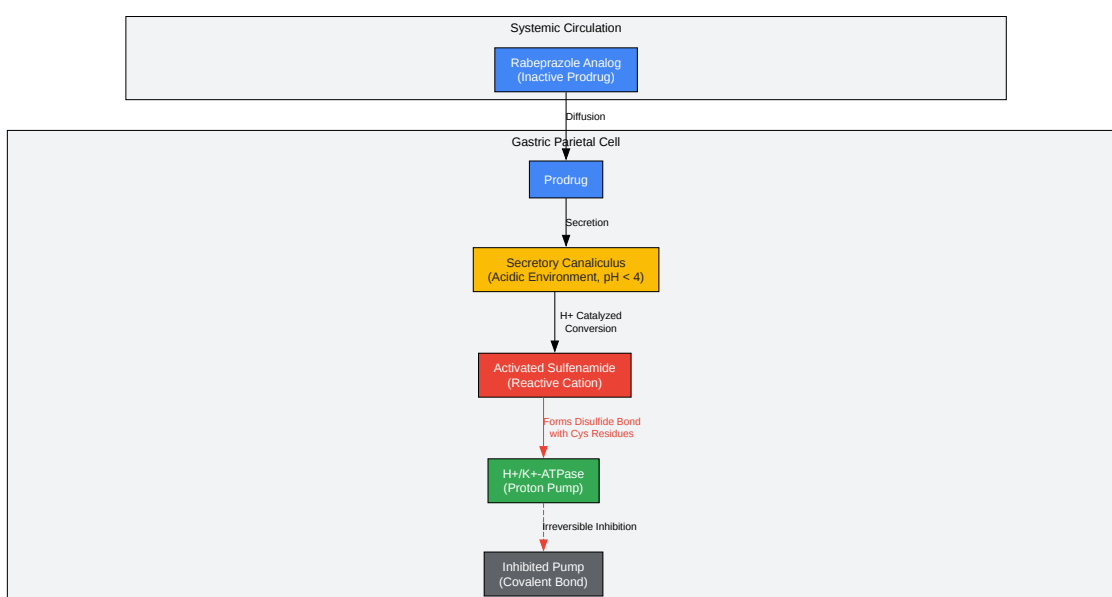 Systemic Circulation
Rabeprazole Analog
(Inactive Prodrug)
Diffusion
Gastric Parietal Cell
Prodrug
Secretion
Secretory Canaliculus
(Acidic Environment, pH < 4)
H+ Catalyzed
Conversion
Activated Sulfenamide
(Reactive Cation)
Forms Disulfide Bond
with Cys Residues
H+/K+-ATPase
(Proton Pump)
Irreversible Inhibition
Inhibited Pump
(Covalent Bond)